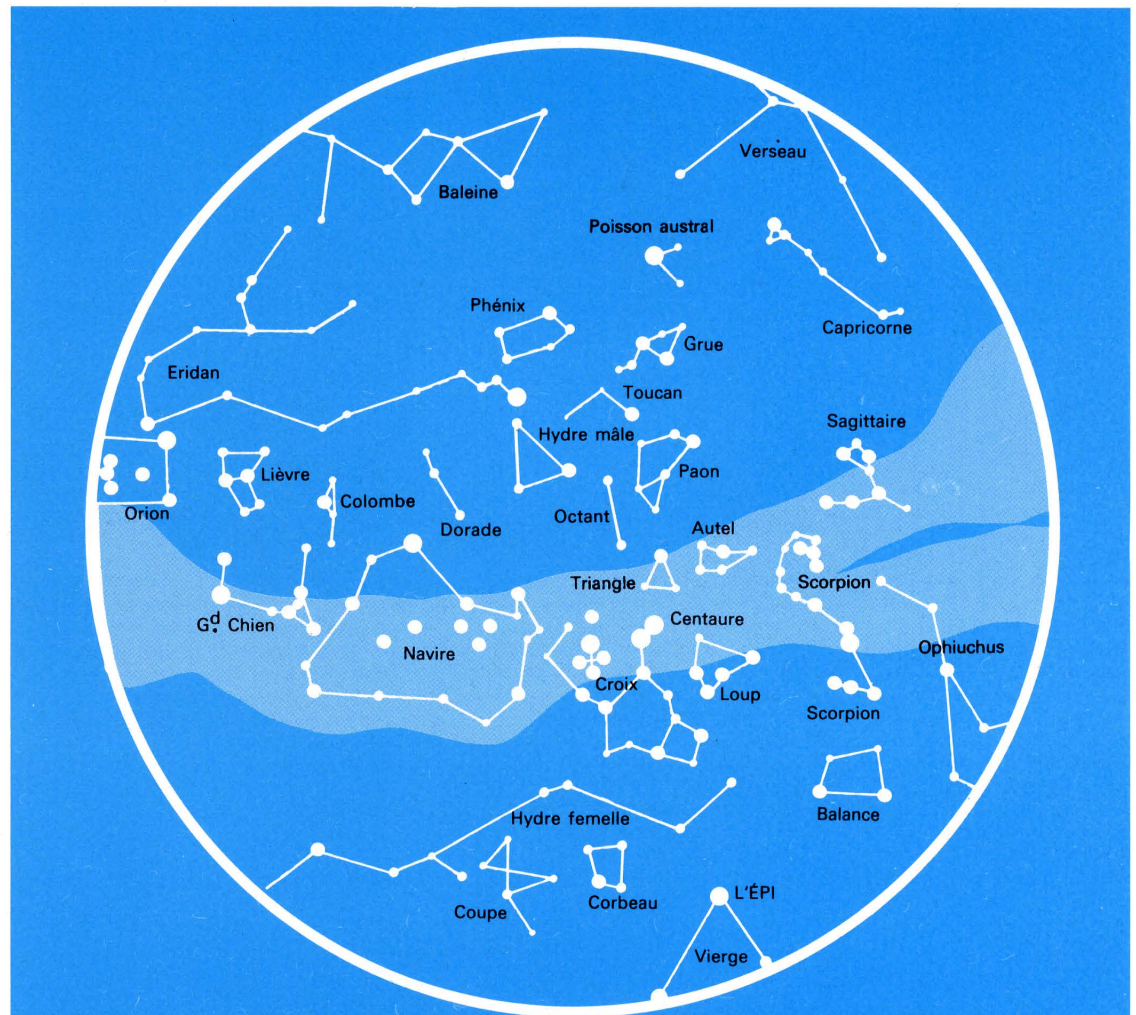 Verseau
Baleine
Poisson austral
Phénix
Capricorne
Grue
Eridan
Toucan
Sagittaire
Hydre mâle
Lièvre
Paon
Colombe
Orion
Octant
Dorade
Autel
Triangle
Scorpion
Gd. Chien
Centaure
Navire
Ophiuchus
Croix
Loup
Scorpion
Hydre femelle
Balance
L'ÉPI
Coupe
Corbeau
Vierge